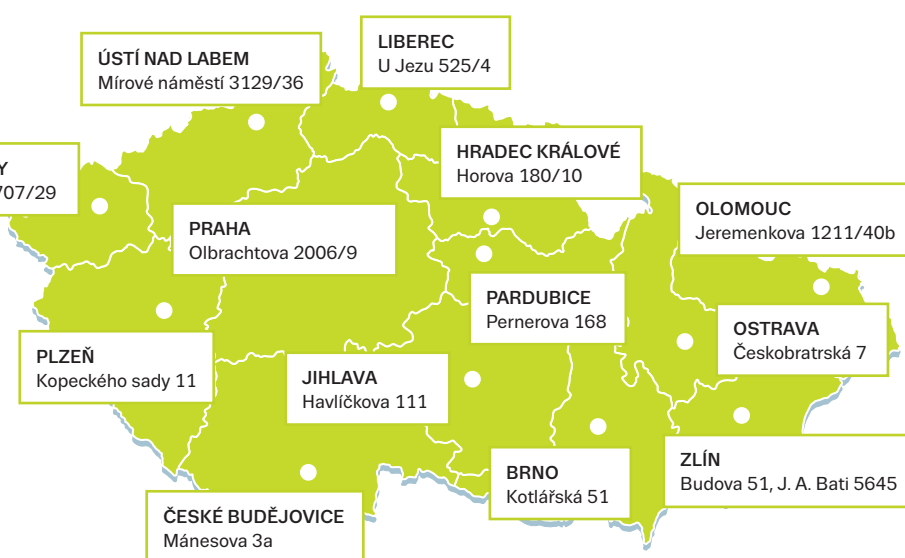 ÚSTÍ NAD LABEM
Mírové náměstí 3129/36
LIBEREC
U Jezu 525/4
Y
707/29
HRADEC KRÁLOVÉ
Horova 180/10
PRAHA
Olbrachtova 2006/9
OLOMOUC
Jeremenkova 1211/40b
PARDUBICE
Pernerova 168
OSTRAVA
Českobratrská 7
PLZEŇ
Kopeckého sady 11
JIHLAVA
Havlíčkova 111
BRNO
Kotlářská 51
ZLÍN
Budova 51, J. A. Bati 5645
ČESKÉ BUDĚJOVICE
Mánesova 3a